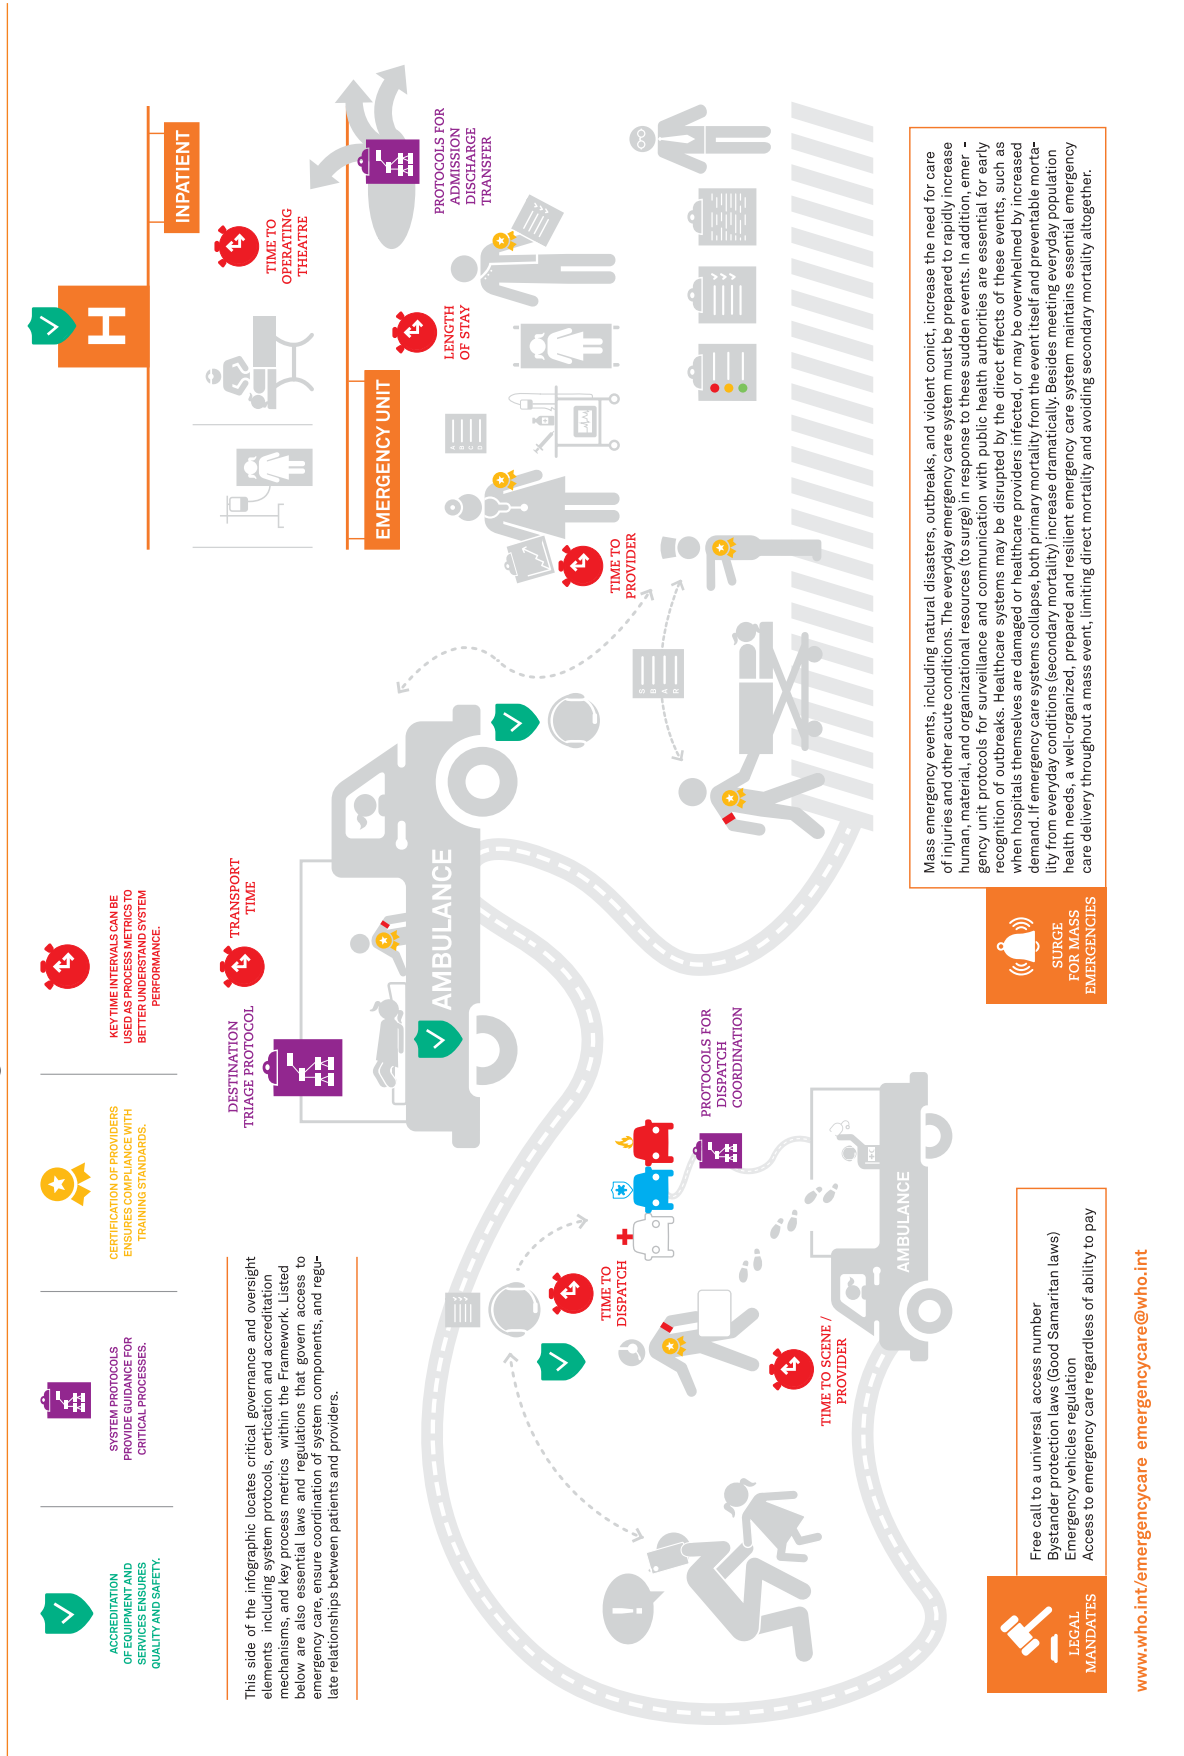 ACCREDITATION
OF EQUIPMENT AND
SERVICES ENSURES
QUALITY AND SAFETY.
SYSTEM PROTOCOLS
PROVIDE GUIDANCE FOR
CRITICAL PROCESSES.
CERTIFICATION OF PROVIDERS
ENSURES COMPLIANCE WITH
TRAINING STANDARDS.
KEY TIME INTERVALS CAN BE
USED AS PROCESS METRICS TO
BETTER UNDERSTAND SYSTEM
PERFORMANCE.
This side of the infographic locates critical governance and oversight
elements including system protocols, certication and accreditation
mechanisms, and key process metrics within the Framework. Listed
below are also essential laws and regulations that govern access to
emergency care, ensure coordination of system components, and regu-
late relationships between patients and providers.
H
INPATIENT
TIME TO
OPERATING
THEATRE
EMERGENCY UNIT
LENGTH
OF STAY
PROTOCOLS FOR
ADMISSION
DISCHARGE
TRANSFER
A
B
C
D
TIME TO
PROVIDER
DESTINATION
TRIAGE PROTOCOL
TRANSPORT
TIME
AMBULANCE
S
B
A
R
TIME TO
DISPATCH
PROTOCOLS FOR
DISPATCH
COORDINATION
!
TIME TO SCENE /
PROVIDER
AMBULANCE
LEGAL
MANDATES
Free call to a universal access number
Bystander protection laws (Good Samaritan laws)
Emergency vehicles regulation
Access to emergency care regardless of ability to pay
SURGE
FOR MASS
EMERGENCIES
Mass emergency events, including natural disasters, outbreaks, and violent conict, increase the need for care
of injuries and other acute conditions. The everyday emergency care system must be prepared to rapidly increase
human, material, and organizational resources (to surge) in response to these sudden events. In addition, emer -
gency unit protocols for surveillance and communication with public health authorities are essential for early
recognition of outbreaks. Healthcare systems may be disrupted by the direct effects of these events, such as
when hospitals themselves are damaged or healthcare providers infected, or may be overwhelmed by increased
demand. If emergency care systems collapse, both primary mortality from the event itself and preventable morta-
lity from everyday conditions (secondary mortality) increase dramatically. Besides meeting everyday population
health needs, a well-organized, prepared and resilient emergency care system maintains essential emergency
care delivery throughout a mass event, limiting direct mortality and avoiding secondary mortality altogether.
www.who.int/emergencycare emergencycare@who.int